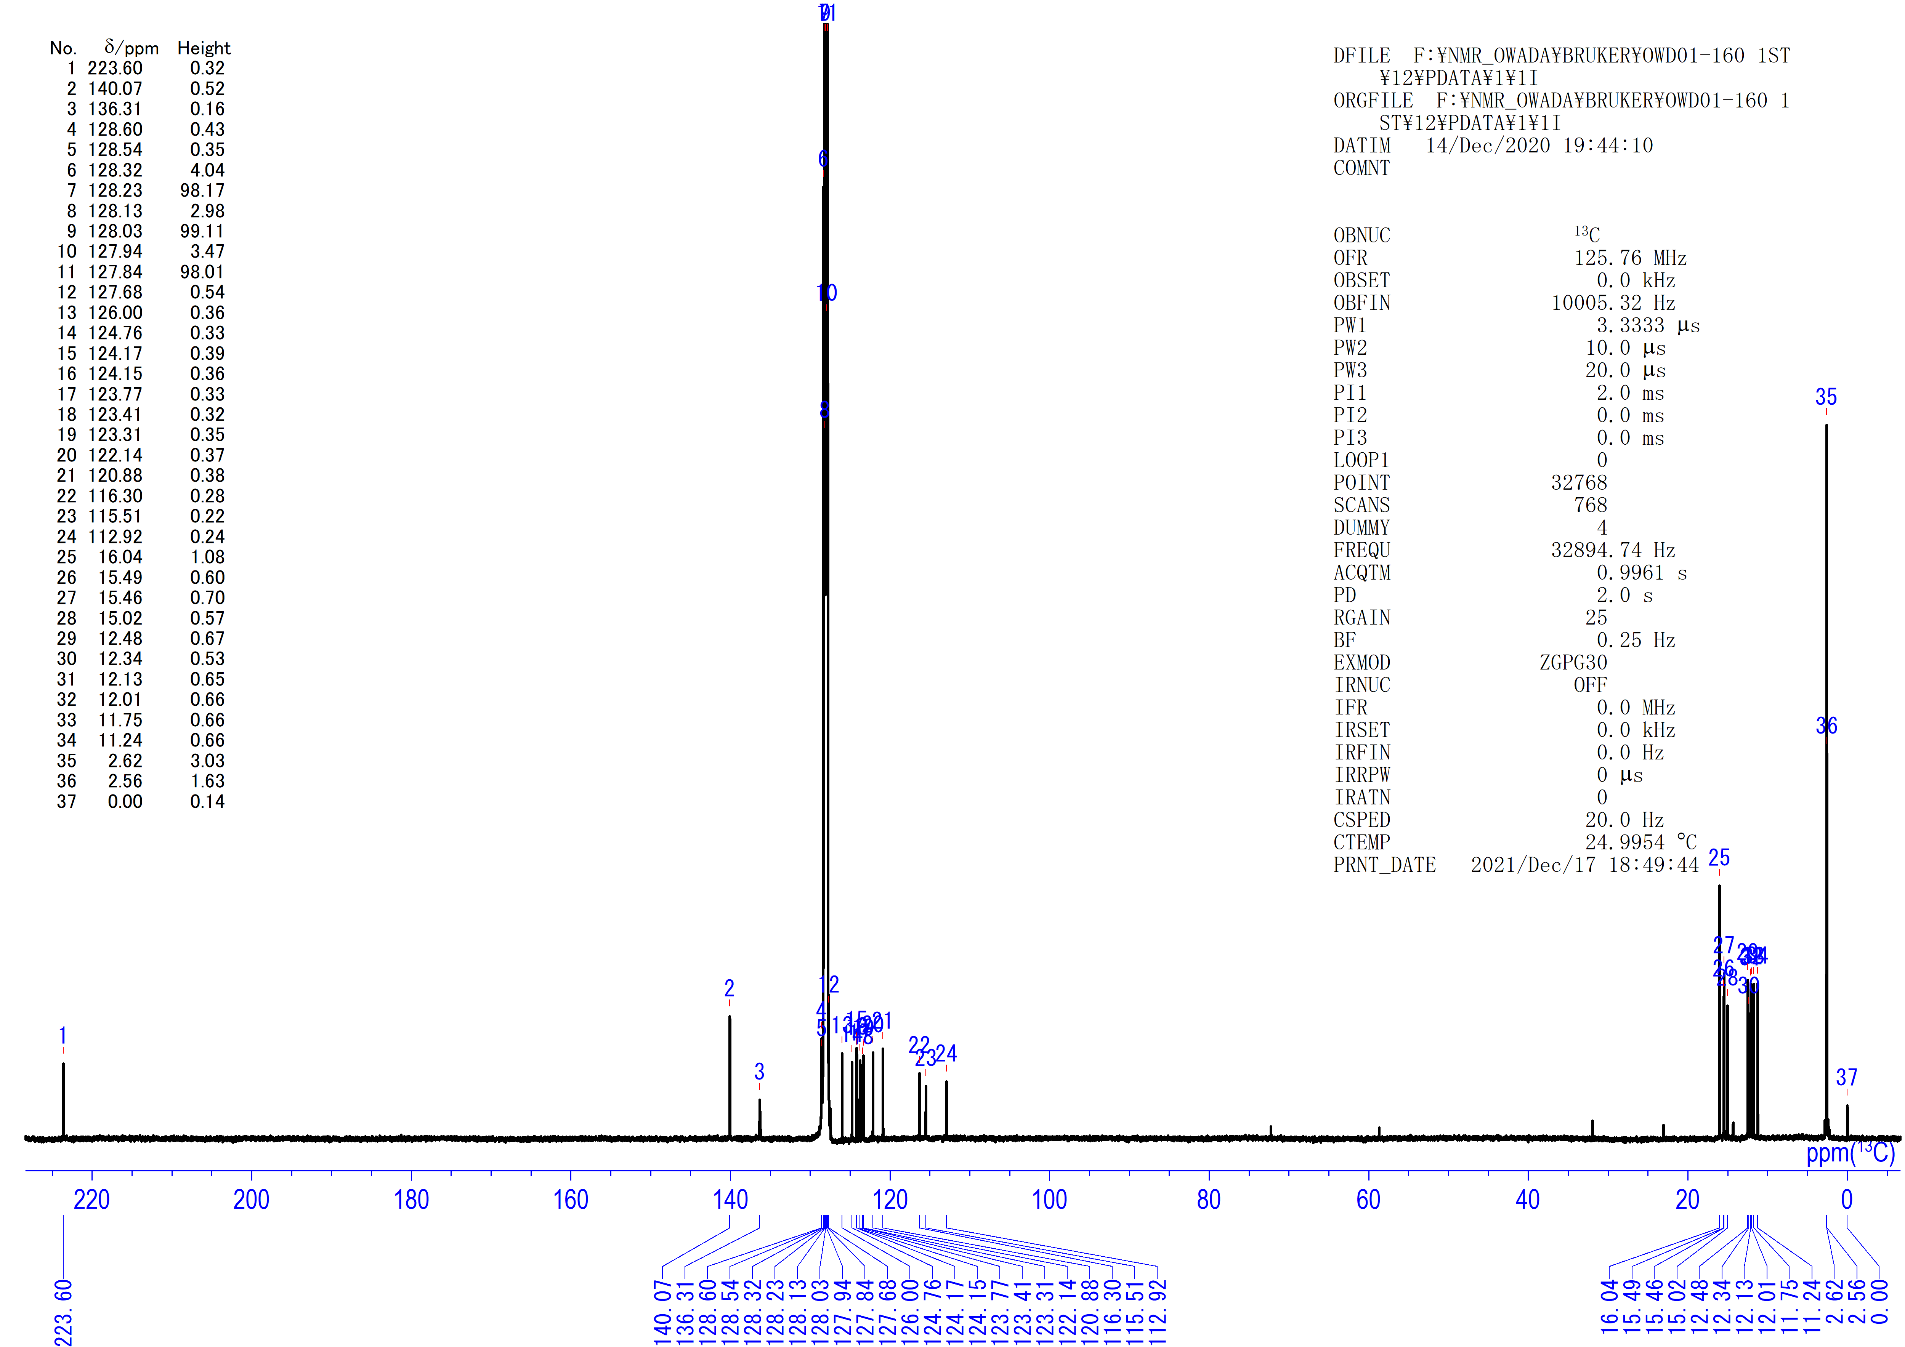 No. δ/ppm Height
1 223.60 0.32
2 140.07 0.52
3 136.31 0.16
4 128.60 0.43
5 128.54 0.35
6 128.32 4.04
7 128.23 98.17
8 128.13 2.98
9 128.03 99.11
10 127.94 3.47
11 127.84 98.01
12 127.68 0.54
13 126.00 0.36
14 124.76 0.33
15 124.17 0.39
16 124.15 0.36
17 123.77 0.33
18 123.41 0.32
19 123.31 0.35
20 122.14 0.37
21 120.88 0.38
22 116.30 0.28
23 115.51 0.22
24 112.92 0.24
25 16.04 1.08
26 15.49 0.60
27 15.46 0.70
28 15.02 0.57
29 12.48 0.67
30 12.34 0.53
31 12.13 0.65
32 12.01 0.66
33 11.75 0.66
34 11.24 0.66
35 2.62 3.03
36 2.56 1.63
37 0.00 0.14
DFILE F:¥NMR_OWADA¥BRUKER¥OWD01-160 1ST
¥12¥PDATA¥1¥1I
ORGFILE F:¥NMR_OWADA¥BRUKER¥OWD01-160 1
ST¥12¥PDATA¥1¥1I
DATIM 14/Dec/2020 19:44:10
COMNT
OBNUC 13C
OFR 125.76 MHz
OBSET 0.0 kHz
OBFIN 10005.32 Hz
PW1 3.3333 μs
PW2 10.0 μs
PW3 20.0 μs
PI1 2.0 ms
PI2 0.0 ms
PI3 0.0 ms
LOOP1 0
POINT 32768
SCANS 768
DUMMY 4
FREQU 32894.74 Hz
ACQTM 0.9961 s
PD 2.0 s
RGAIN 25
BF 0.25 Hz
EXMOD ZGPG30
IRNUC OFF
IFR 0.0 MHz
IRSET 0.0 kHz
IRFIN 0.0 Hz
IRRPW 0 μs
IRATN 0
CSPED 20.0 Hz
CTEMP 24.9954 °C
PRNT_DATE 2021/Dec/17 18:49:44
6
10
8
35
36
25
1
2
3
4
5
12
22
23
24
27
26
28
30
37
ppm(13C)
220 200 180 160 140 120 100 80 60 40 20 0
223.60
140.07
136.31
128.60
128.54
128.32
128.23
128.13
128.03
127.94
127.84
127.68
126.00
124.76
124.17
124.15
123.77
123.41
123.31
122.14
120.88
116.30
115.51
112.92
16.04
15.49
15.46
15.02
12.48
12.34
12.13
12.01
11.75
11.24
2.62
2.56
0.00